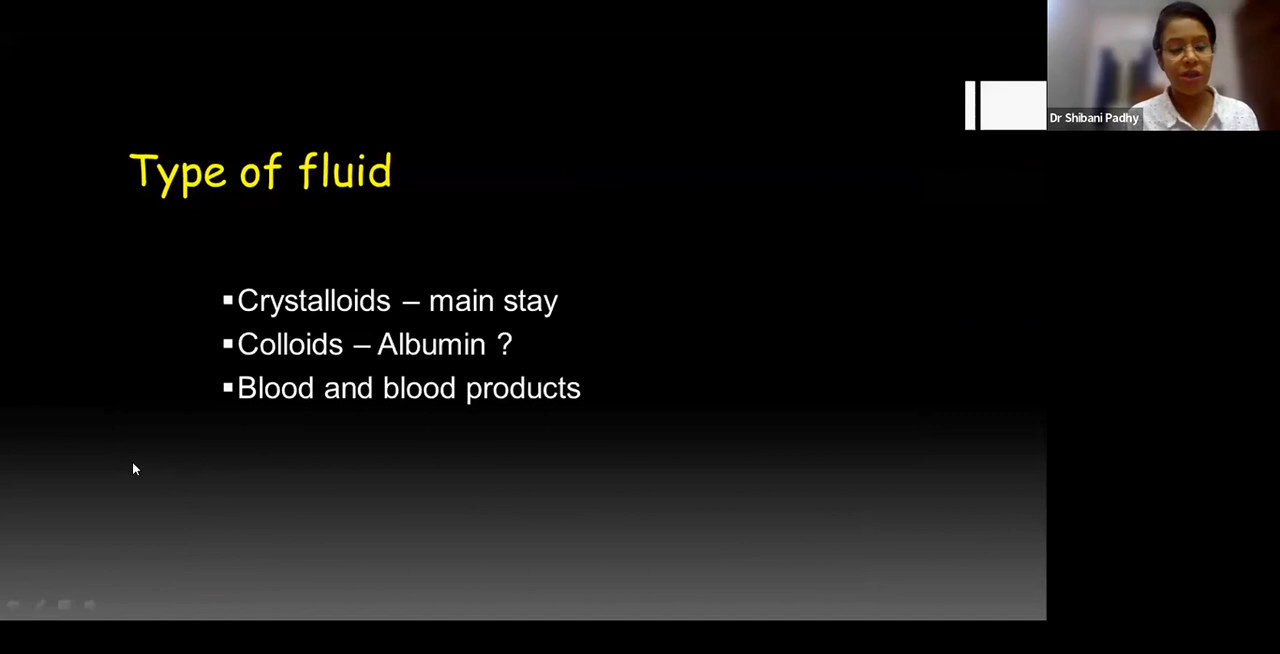 Dr Shibani Padhy
Type of fluid
▪Crystalloids – main stay
▪Colloids – Albumin ?
▪Blood and blood products